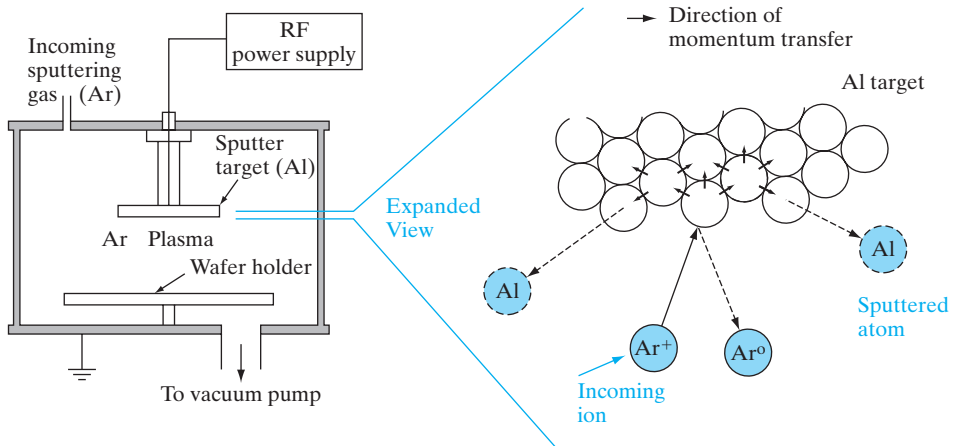 Incoming
sputtering
gas (Ar)
RF
power supply
Sputter
target (Al)
Ar Plasma
Wafer holder
To vacuum pump
Expanded
View
Direction of
momentum transfer
Al target
Al
Al
Sputtered
atom
Ar⁺
Ar⁰
Incoming
ion